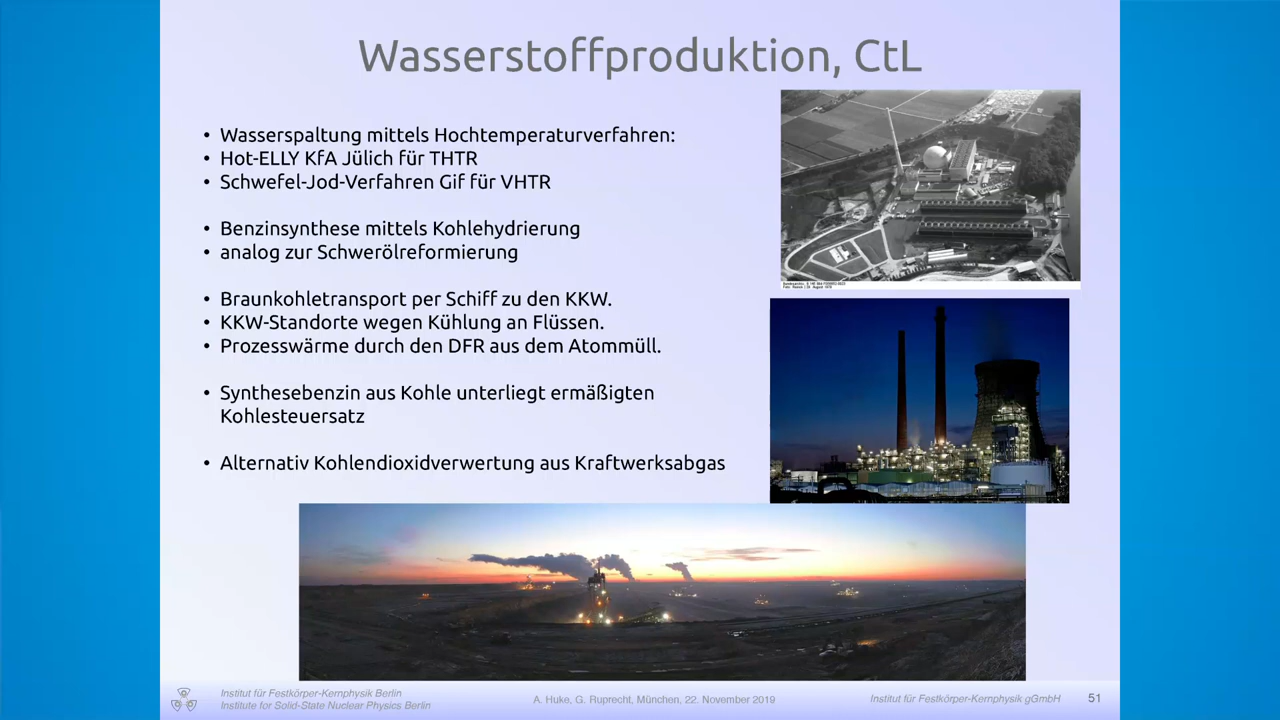 Wasserstoffproduktion, CtL
• Wasserspaltung mittels Hochtemperaturverfahren:
• Hot-ELLY KfA Jülich für THTR
• Schwefel-Jod-Verfahren Gif für VHTR
• Benzinsynthese mittels Kohlehydrierung
• analog zur Schwerölreformierung
• Braunkohletransport per Schiff zu den KKW.
• KKW-Standorte wegen Kühlung an Flüssen.
• Prozesswärme durch den DFR aus dem Atommüll.
• Synthesebenzin aus Kohle unterliegt ermäßigten
Kohlesteuersatz
• Alternativ Kohlendioxidverwertung aus Kraftwerksabgas
Institut für Festkörper-Kernphysik Berlin
Institute for Solid-State Nuclear Physics Berlin
A. Huke, G. Ruprecht, München, 22. November 2019
Institut für Festkörper-Kernphysik gGmbH
51